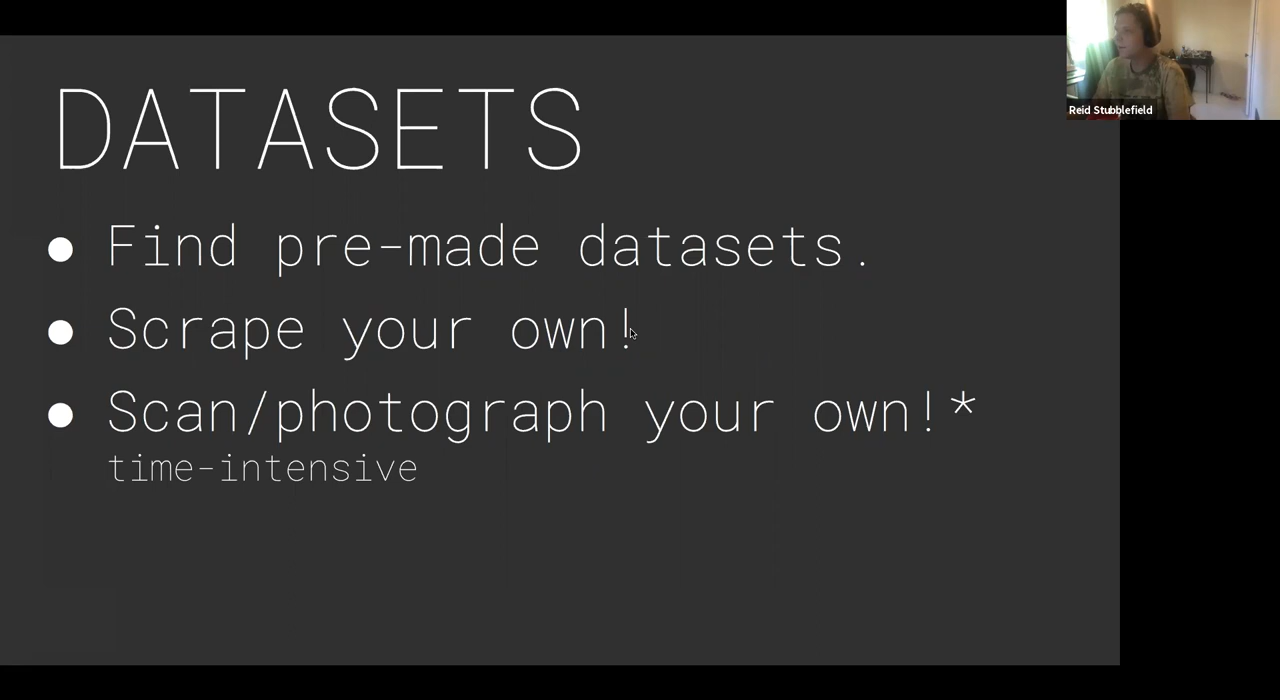 DATASETS
● Find pre-made datasets.
● Scrape your own!
● Scan/photograph your own!*
time-intensive
Reid Stubblefield